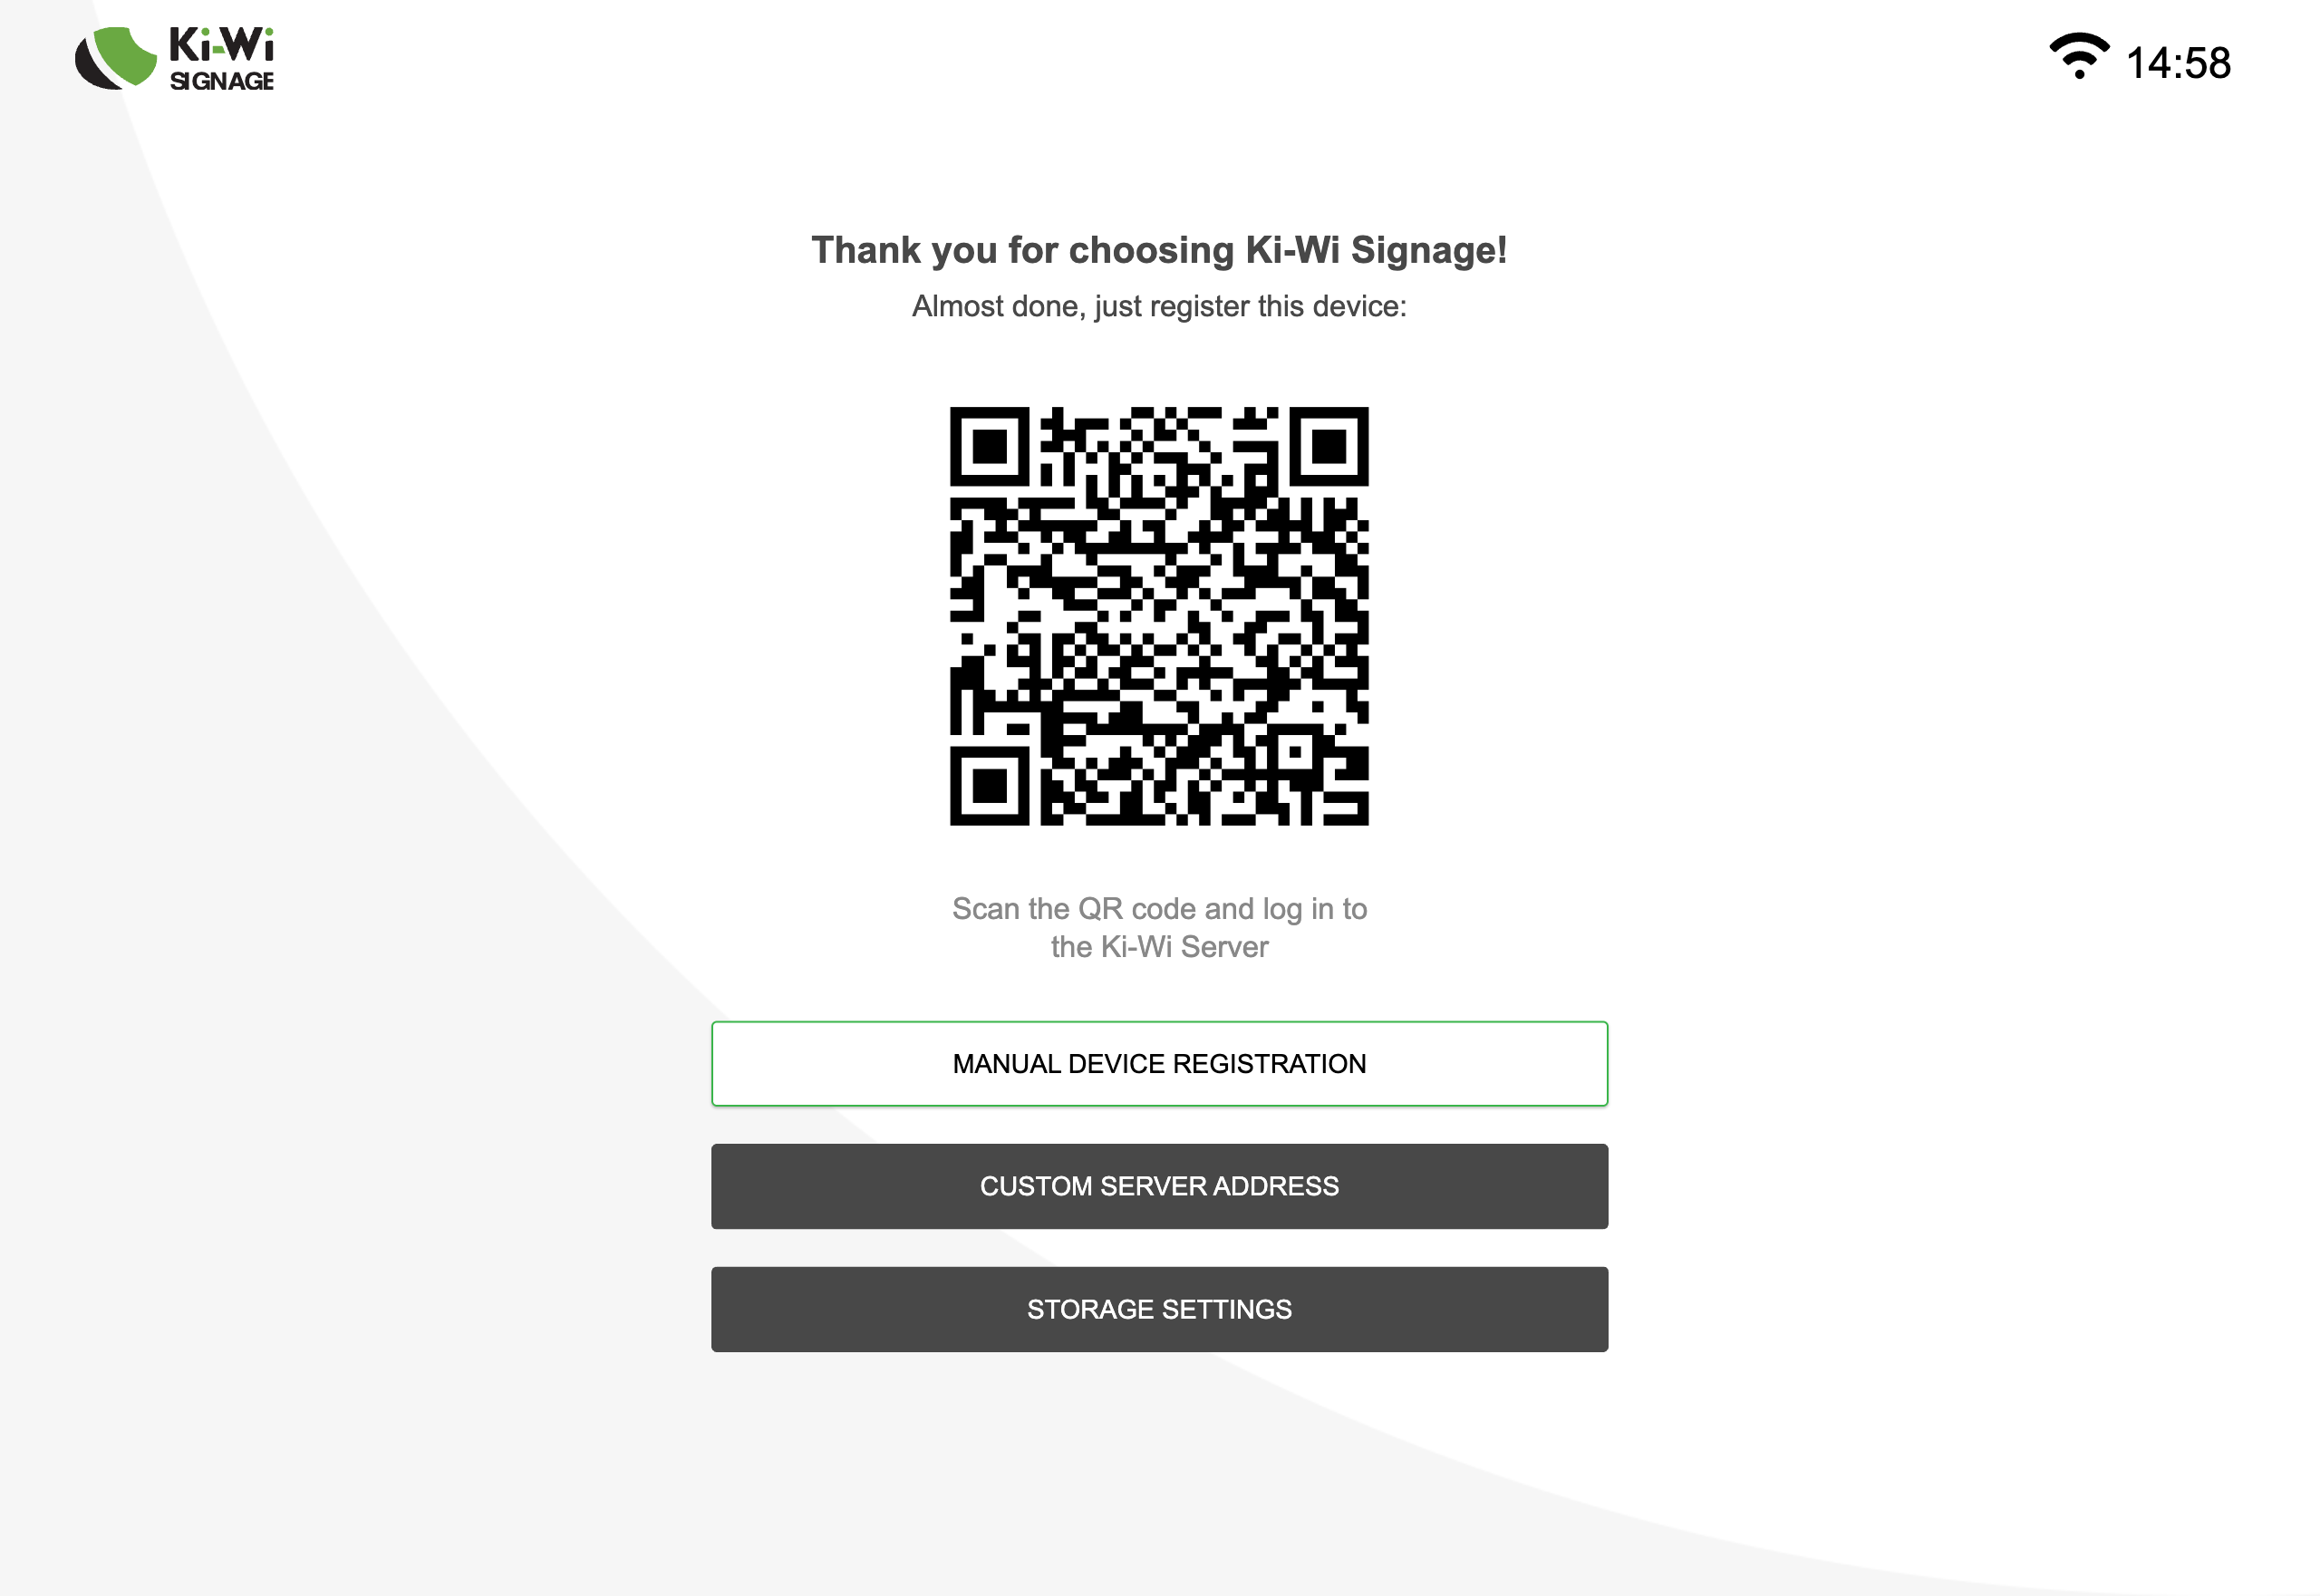 Ki-Wi
SIGNAGE
14:58
Thank you for choosing Ki-Wi Signage!
Almost done, just register this device:
Scan the QR code and log in to
the Ki-Wi Server
MANUAL DEVICE REGISTRATION
CUSTOM SERVER ADDRESS
STORAGE SETTINGS